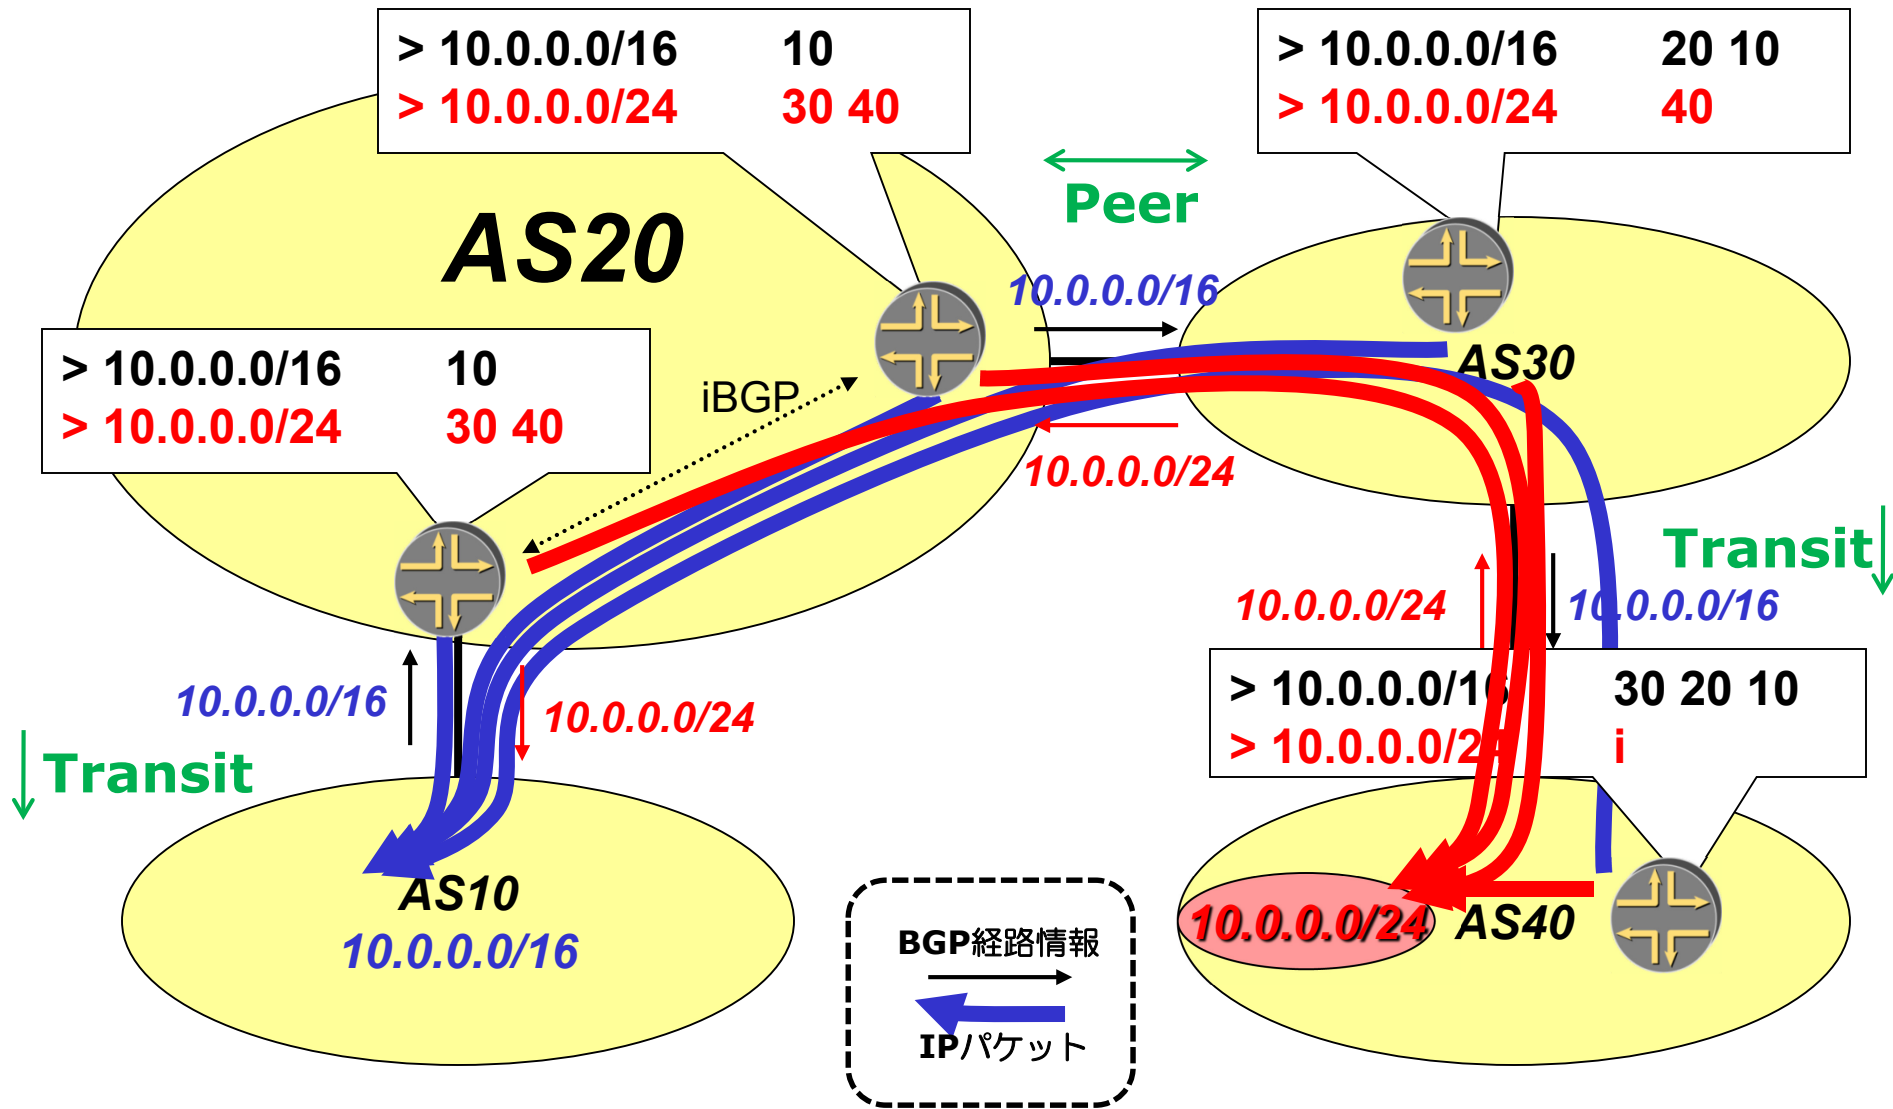 > 10.0.0.0/16 10
> 10.0.0.0/24 30 40
> 10.0.0.0/16 20 10
> 10.0.0.0/24 40
Peer
AS20
10.0.0.0/16
> 10.0.0.0/16 10
> 10.0.0.0/24 30 40
iBGP
AS30
10.0.0.0/24
Transit
10.0.0.0/24
10.0.0.0/16
> 10.0.0.0/16 30 20 10
> 10.0.0.0/24 i
10.0.0.0/16
10.0.0.0/24
Transit
AS10
10.0.0.0/16
10.0.0.0/24
AS40
BGP経路情報
IPパケット